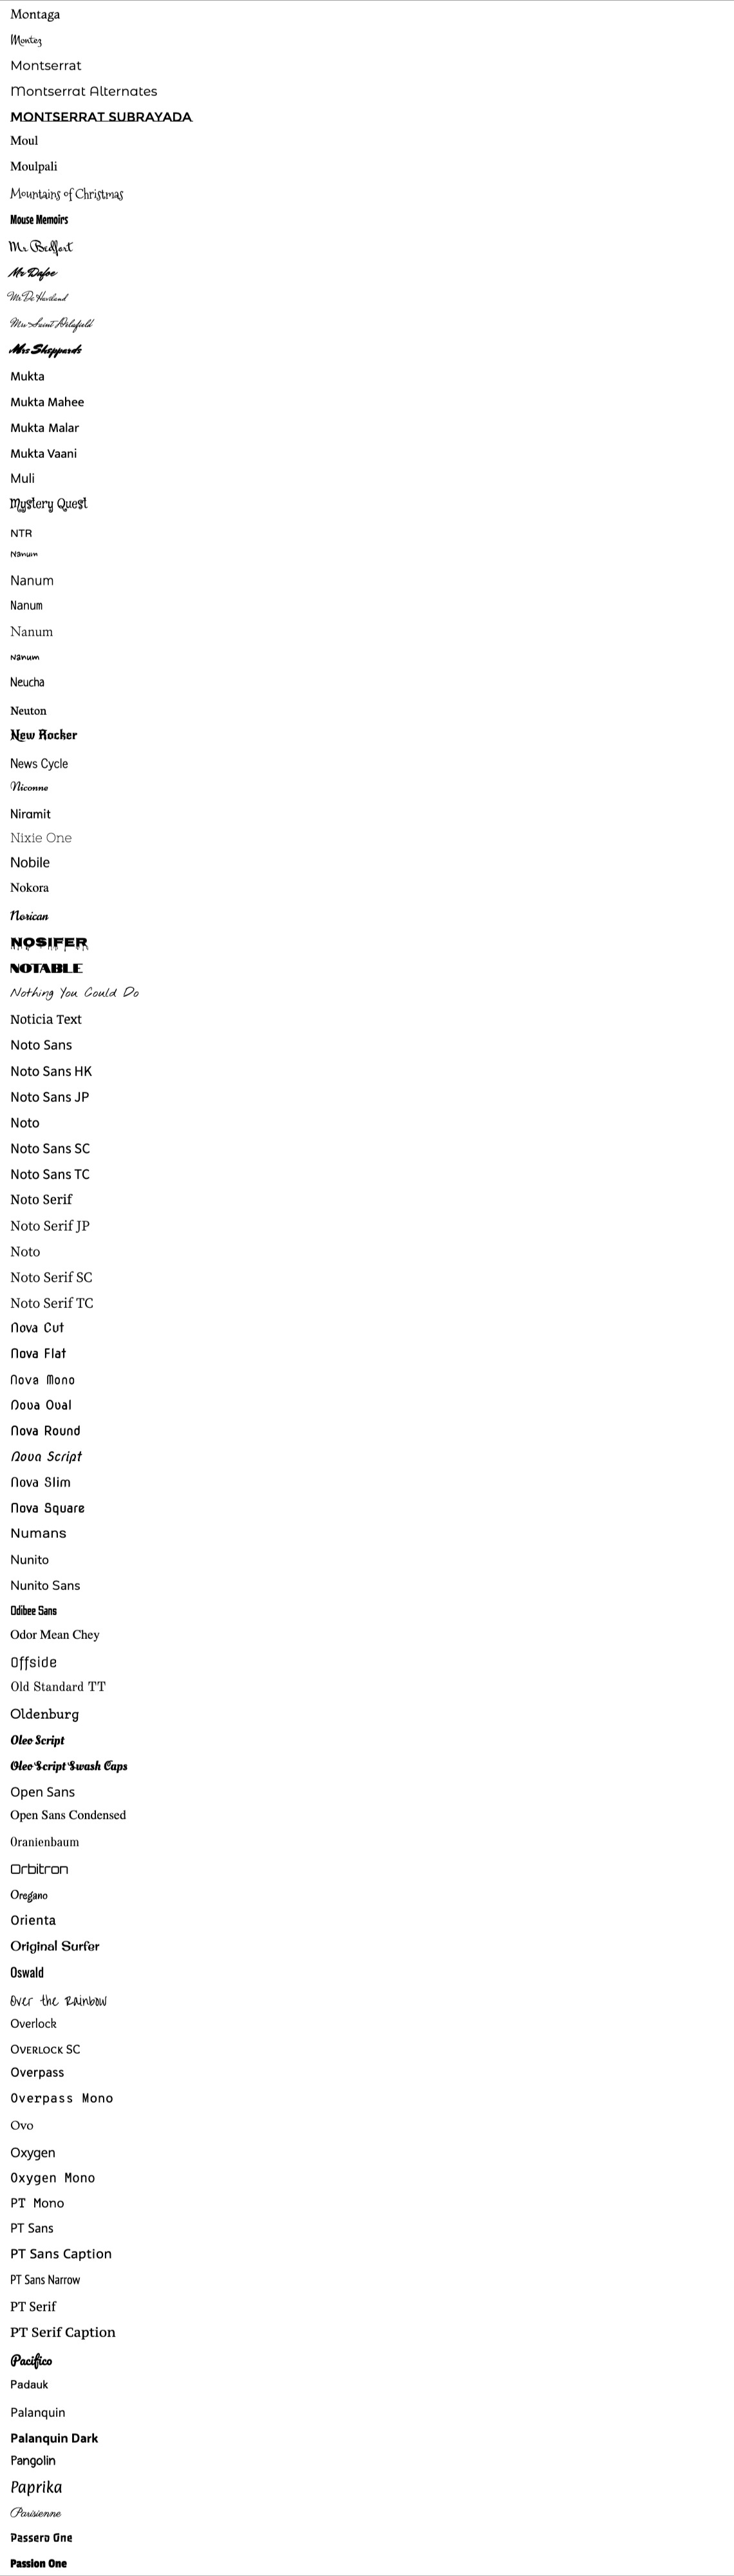 Montaga
Montez
Montserrat
Montserrat Alternates
MONTSERRAT SUBRAYADA
Moul
Moulpali
Mountains of Christmas
Mouse Memoirs
Mr Bedfort
Mr Dafoe
Mr De Haviland
Mrs Saint Delafield
Mrs Sheppards
Mukta
Mukta Mahee
Mukta Malar
Mukta Vaani
Muli
Mystery Quest
NTR
Nanum
Nanum
Nanum
Nanum
Nanum
Neucha
Neuton
New Rocker
News Cycle
Niconne
Niramit
Nixie One
Nobile
Nokora
Norican
NOSIFER
NOTABLE
Nothing You Could Do
Noticia Text
Noto Sans
Noto Sans HK
Noto Sans JP
Noto
Noto Sans SC
Noto Sans TC
Noto Serif
Noto Serif JP
Noto
Noto Serif SC
Noto Serif TC
Nova Cut
Nova Flat
Nova Mono
Nova Oval
Nova Round
Nova Script
Nova Slim
Nova Square
Numans
Nunito
Nunito Sans
Odibee Sans
Odor Mean Chey
Offside
Old Standard TT
Oldenburg
Oleo Script
Oleo Script Swash Caps
Open Sans
Open Sans Condensed
Oranienbaum
Orbitron
Oregano
Orienta
Original Surfer
Oswald
Over the Rainbow
Overlock
OVERLOCK SC
Overpass
Overpass Mono
Ovo
Oxygen
Oxygen Mono
PT Mono
PT Sans
PT Sans Caption
PT Sans Narrow
PT Serif
PT Serif Caption
Pacifico
Padauk
Palanquin
Palanquin Dark
Pangolin
Paprika
Parisienne
Passero One
Passion One